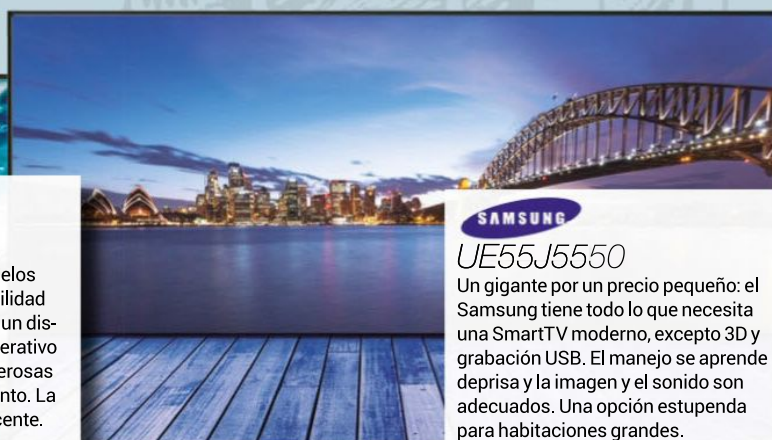 elos
ilidad
un dis-
erativo
erosas
nto. La
cente.
SAMSUNG
UE55J5550
Un gigante por un precio pequeño: el
Samsung tiene todo lo que necesita
una SmartTV moderno, excepto 3D y
grabación USB. El manejo se aprende
deprisa y la imagen y el sonido son
adecuados. Una opción estupenda
para habitaciones grandes.